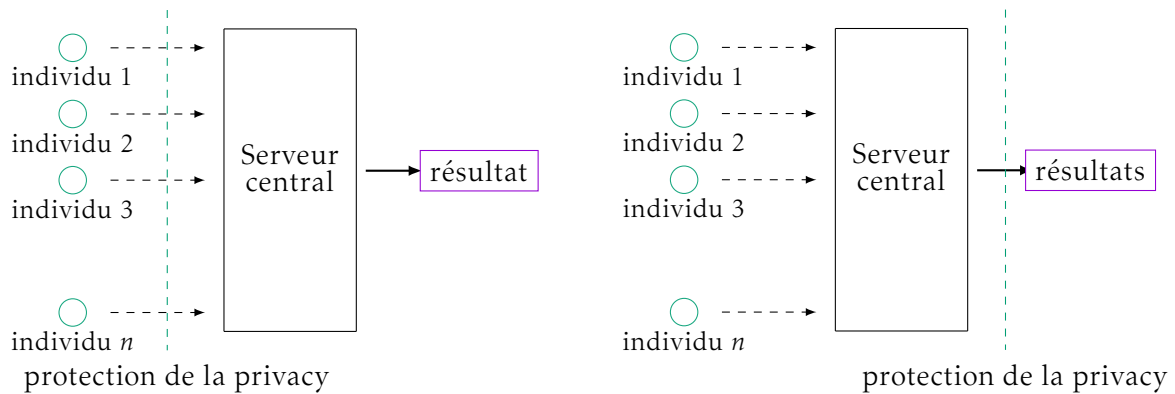 individu 1
individu 2
individu 3
individu n
Serveur
central
résultat
protection de la privacy
individu 1
individu 2
individu 3
individu n
Serveur
central
résultats
protection de la privacy